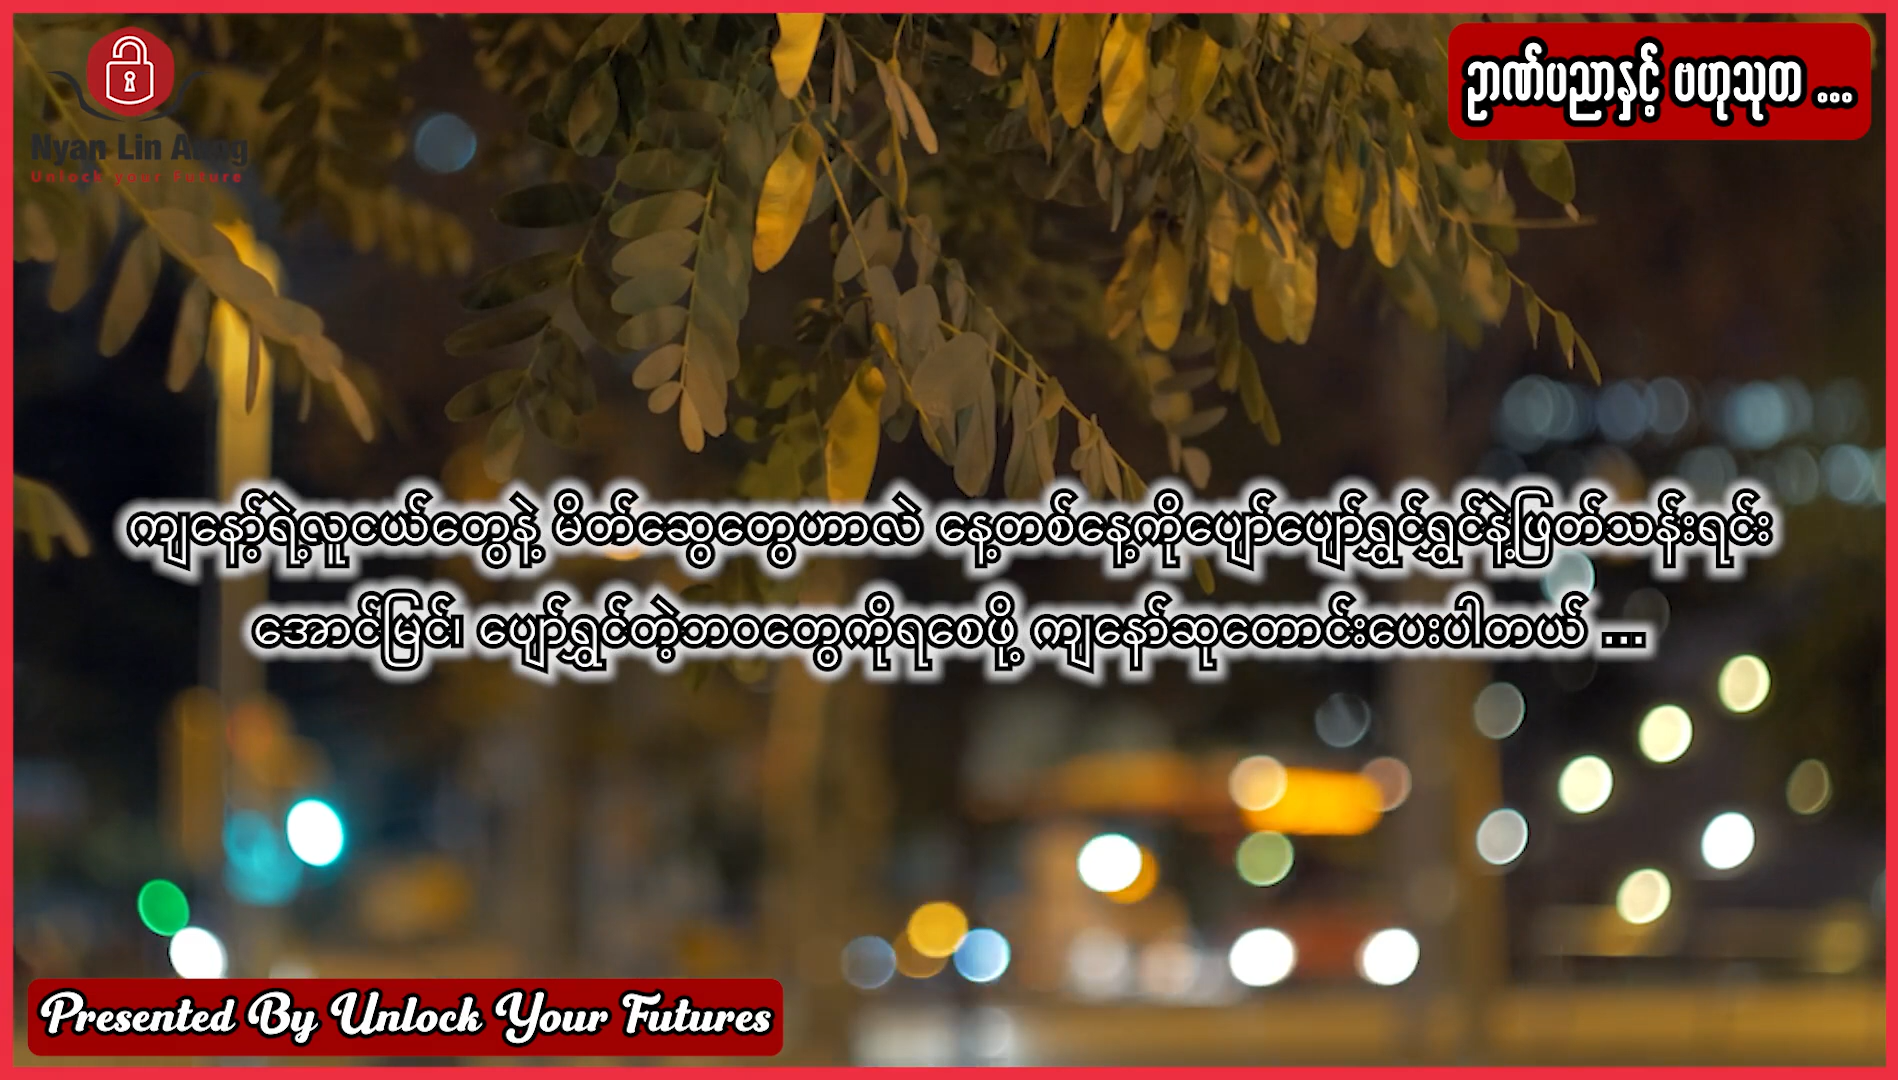 Nyan Lin Aung
Unlock your Future
ဉာဏ်ပညာနှင့် ဗဟုသုတ ...
ကျနော့်ရဲ့လူငယ်တွေနဲ့ မိတ်ဆွေတွေဟာလဲ နေ့တစ်နေ့ကိုပျော်ပျော်ရွှင်ရွှင်နဲ့ဖြတ်သန်းရင်း
အောင်မြင်၊ ပျော်ရွှင်တဲ့ဘဝတွေကိုရစေဖို့ ကျနော်ဆုတောင်းပေးပါတယ် ...
Presented By Unlock Your Futures